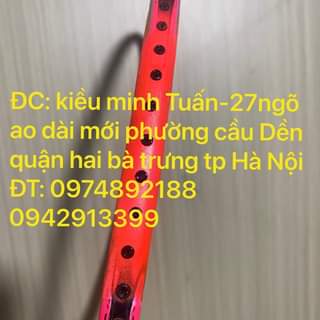 ĐC: kiều minh Tuấn-27ngõ
ao dài mới phường cầu Dền
quận hai bà trưng tp Hà Nội
ĐT: 0974892188
0942913399